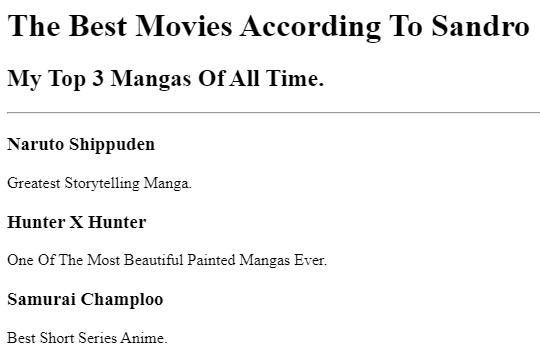 The Best Movies According To Sandro
My Top 3 Mangas Of All Time.
Naruto Shippuden
Greatest Storytelling Manga.
Hunter X Hunter
One Of The Most Beautiful Painted Mangas Ever.
Samurai Champloo
Best Short Series Anime.